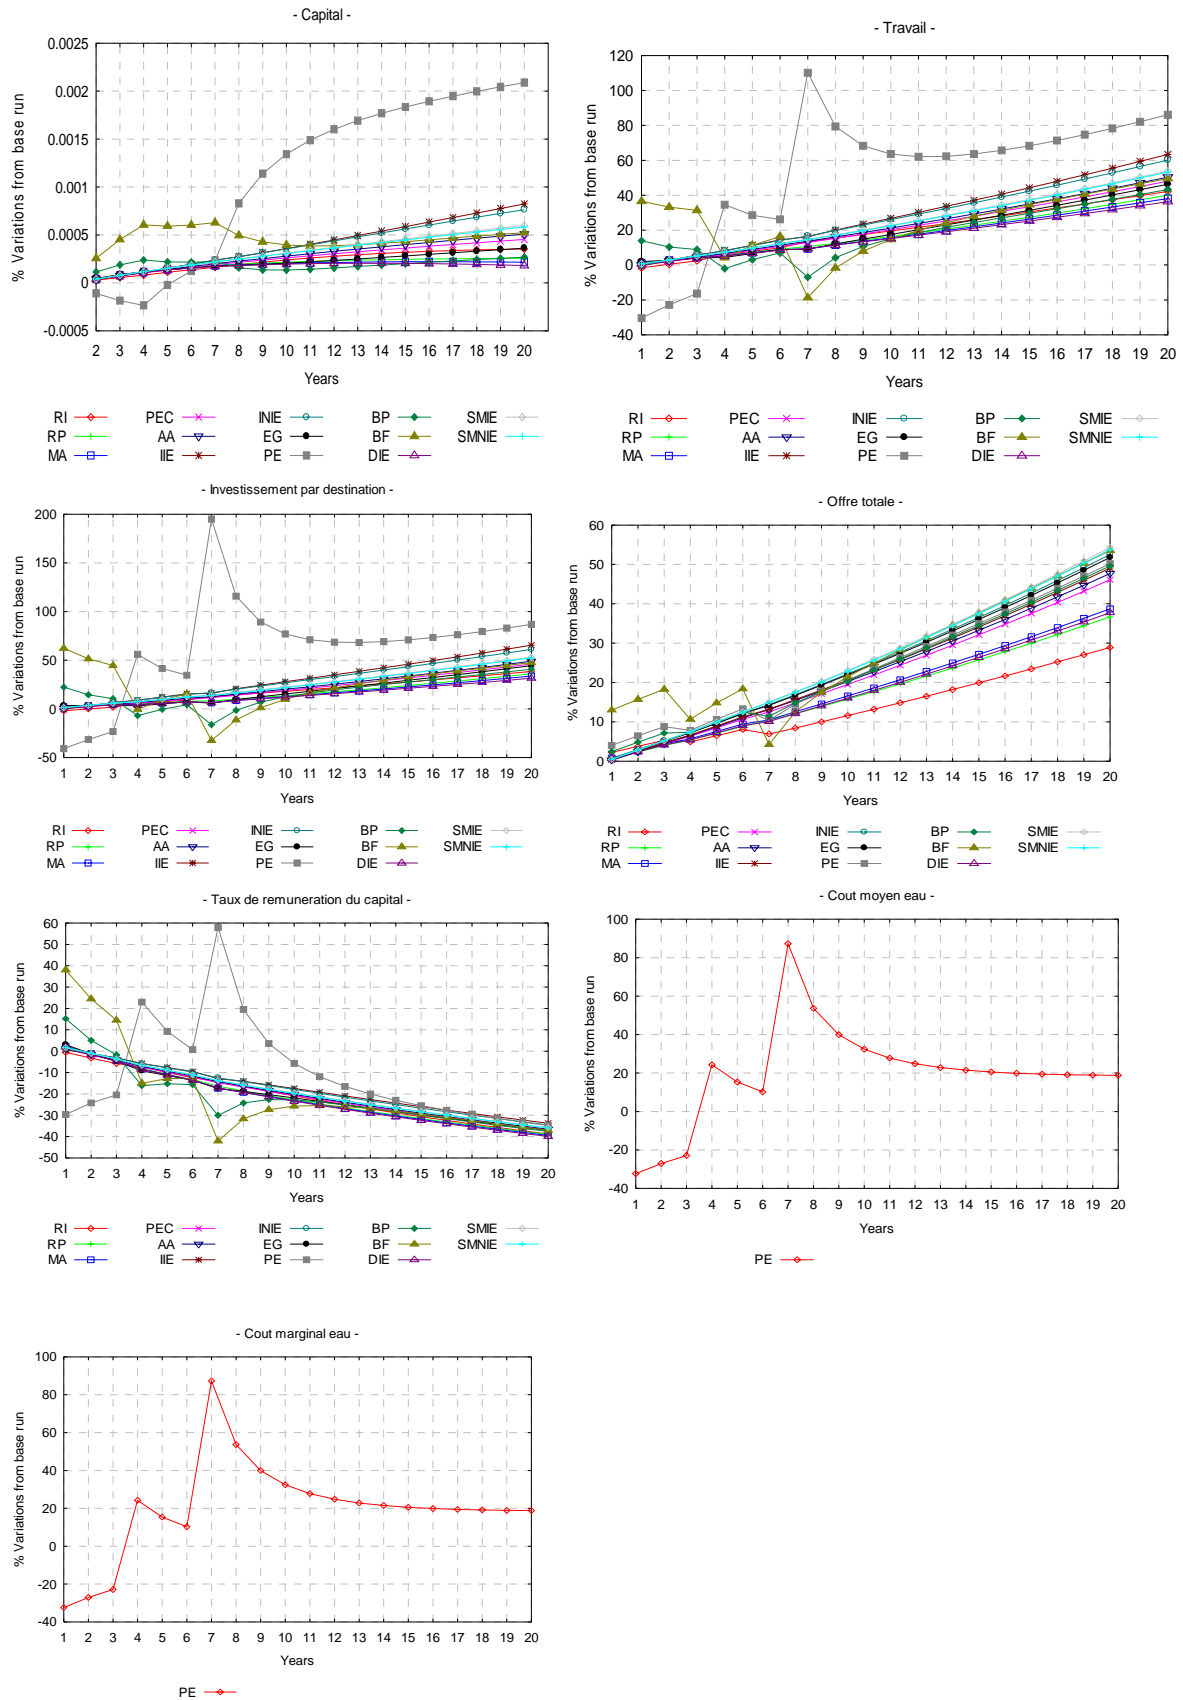 - Capital -
% Variations from base run
0.0025
0.002
0.0015
0.001
0.0005
0
-0.0005
2 3 4 5 6 7 8 9 10 11 12 13 14 15 16 17 18 19 20
Years
RI PEC INIE BP SMIE
RP AA EG BF SMNIE
MA IIE PE DIE
- Travail -
% Variations from base run
120
100
80
60
40
20
0
-20
-40
1 2 3 4 5 6 7 8 9 10 11 12 13 14 15 16 17 18 19 20
Years
RI PEC INIE BP SMIE
RP AA EG BF SMNIE
MA IIE PE DIE
- Investissement par destination -
% Variations from base run
200
150
100
50
0
-50
1 2 3 4 5 6 7 8 9 10 11 12 13 14 15 16 17 18 19 20
Years
RI PEC INIE BP SMIE
RP AA EG BF SMNIE
MA IIE PE DIE
- Offre totale -
% Variations from base run
60
50
40
30
20
10
0
1 2 3 4 5 6 7 8 9 10 11 12 13 14 15 16 17 18 19 20
Years
RI PEC INIE BP SMIE
RP AA EG BF SMNIE
MA IIE PE DIE
- Taux de remuneration du capital -
% Variations from base run
60
50
40
30
20
10
0
-10
-20
-30
-40
-50
1 2 3 4 5 6 7 8 9 10 11 12 13 14 15 16 17 18 19 20
Years
RI PEC INIE BP SMIE
RP AA EG BF SMNIE
MA IIE PE DIE
- Cout moyen eau -
% Variations from base run
100
80
60
40
20
0
-20
-40
1 2 3 4 5 6 7 8 9 10 11 12 13 14 15 16 17 18 19 20
Years
PE
- Cout marginal eau -
% Variations from base run
100
80
60
40
20
0
-20
-40
1 2 3 4 5 6 7 8 9 10 11 12 13 14 15 16 17 18 19 20
Years
PE